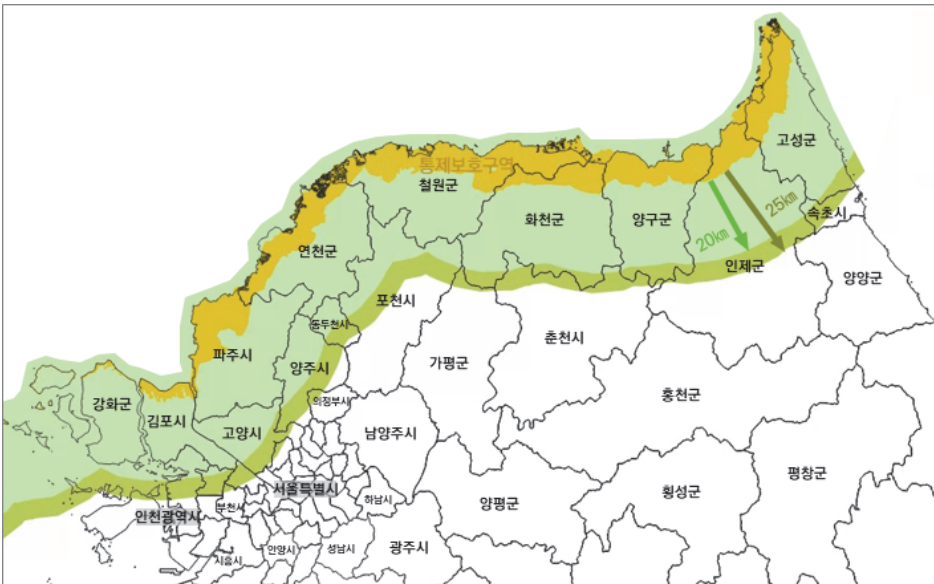 고성군
통제보호구역
철원군
25km
속초시
화천군
양구군
20km
연천군
인제군
양양군
포천시
동두천시
춘천시
파주시
가평군
양주시
홍천군
강화군
의정부시
김포시
고양시
남양주시
평창군
서울특별시
횡성군
하남시
양평군
부천시
인천광역시
안양시
성남시
광주시
시흥시